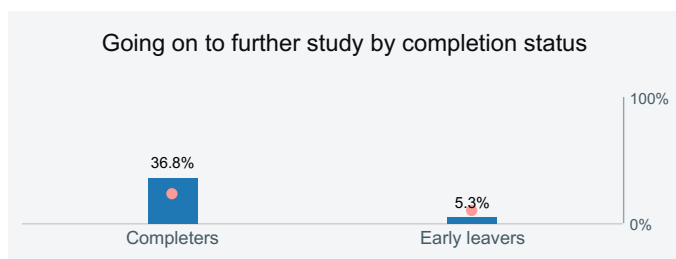 Going on to further study by completion status
100%
36.8%
5.3%
0%
Completers
Early leavers